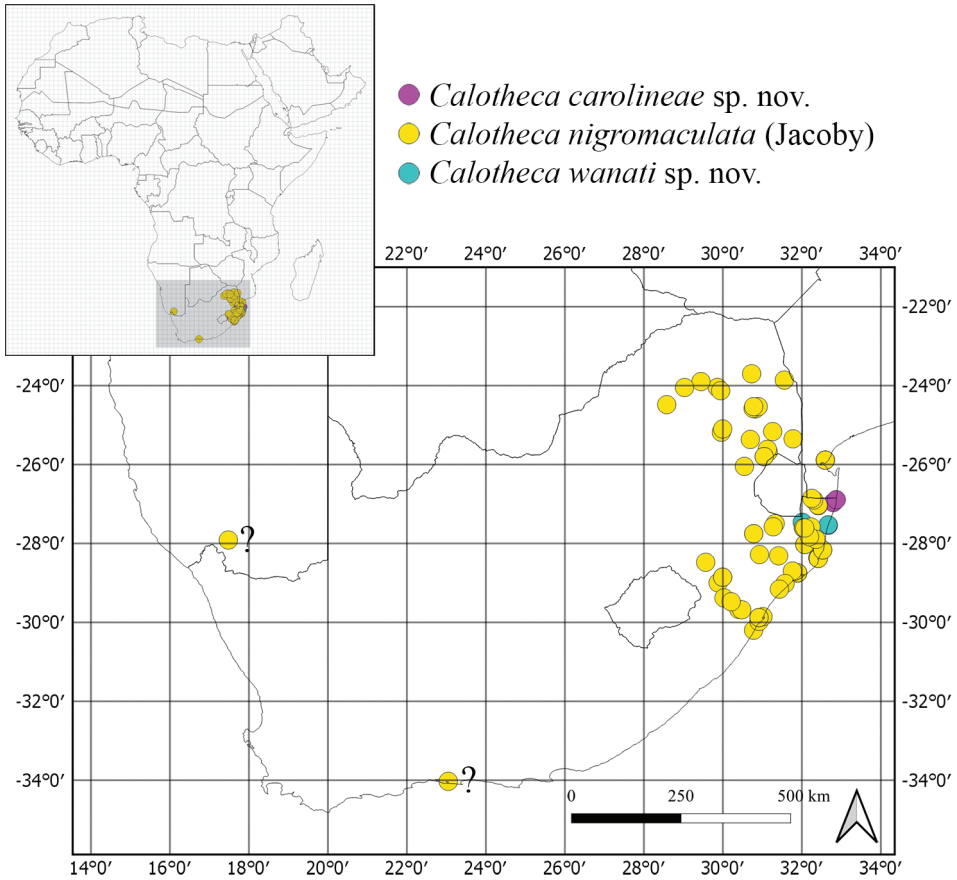 Calotheca carolineae sp. nov.
Calotheca nigromaculata (Jacoby)
Calotheca wanati sp. nov.
22°0′ 24°0′ 26°0′ 28°0′ 30°0′ 32°0′ 34°0′
-22°0′
-24°0′ -24°0′
-26°0′ -26°0′
? 
-28°0′ -28°0′
-30°0′ -30°0′
-32°0′ -32°0′
-34°0′ ? -34°0′
0 250 500 km
14°0′ 16°0′ 18°0′ 20°0′ 22°0′ 24°0′ 26°0′ 28°0′ 30°0′ 32°0′ 34°0′